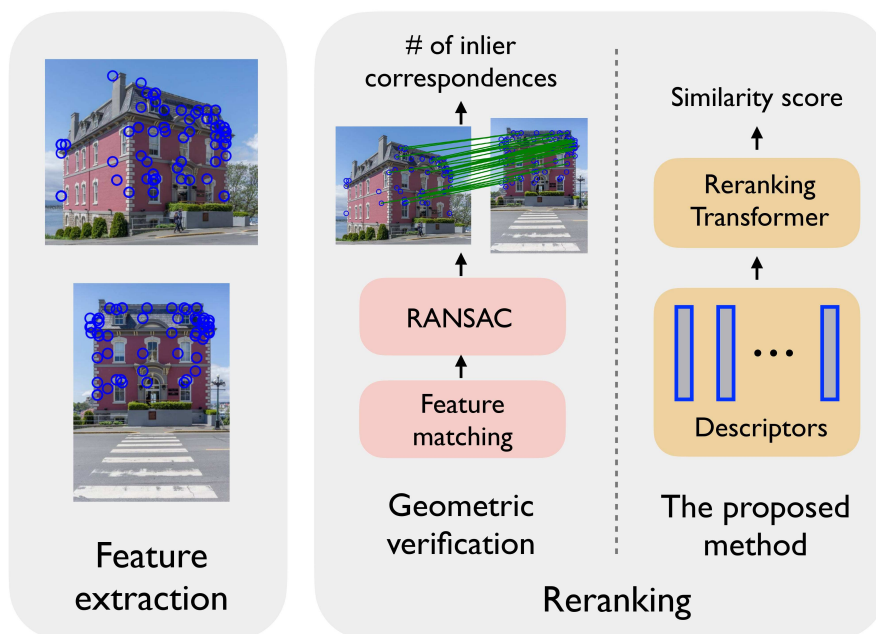 Feature
extraction
# of inlier
correspondences
RANSAC
Feature
matching
Geometric
verification
Similarity score
Reranking
Transformer
...
Descriptors
The proposed
method
Reranking